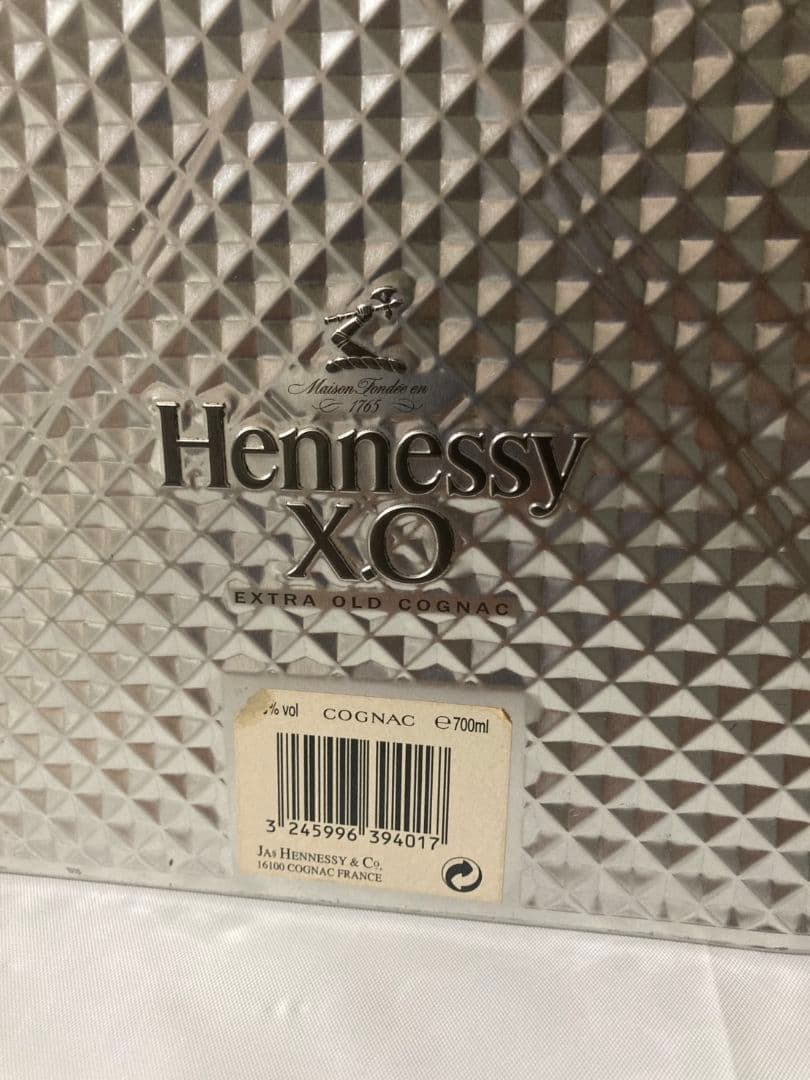 Maison Fondée en
1765
Hennessy
X.O
EXTRA OLD COGNAC
% vol COGNAC ℮700ml
3 245996 394017
JAS HENNESSY & CO,
16100 COGNAC FRANCE